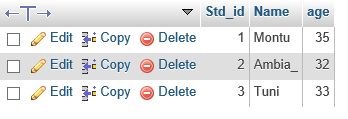 Std_id Name age
Edit Copy Delete 1 Montu 35
Edit Copy Delete 2 Ambia_ 32
Edit Copy Delete 3 Tuni 33